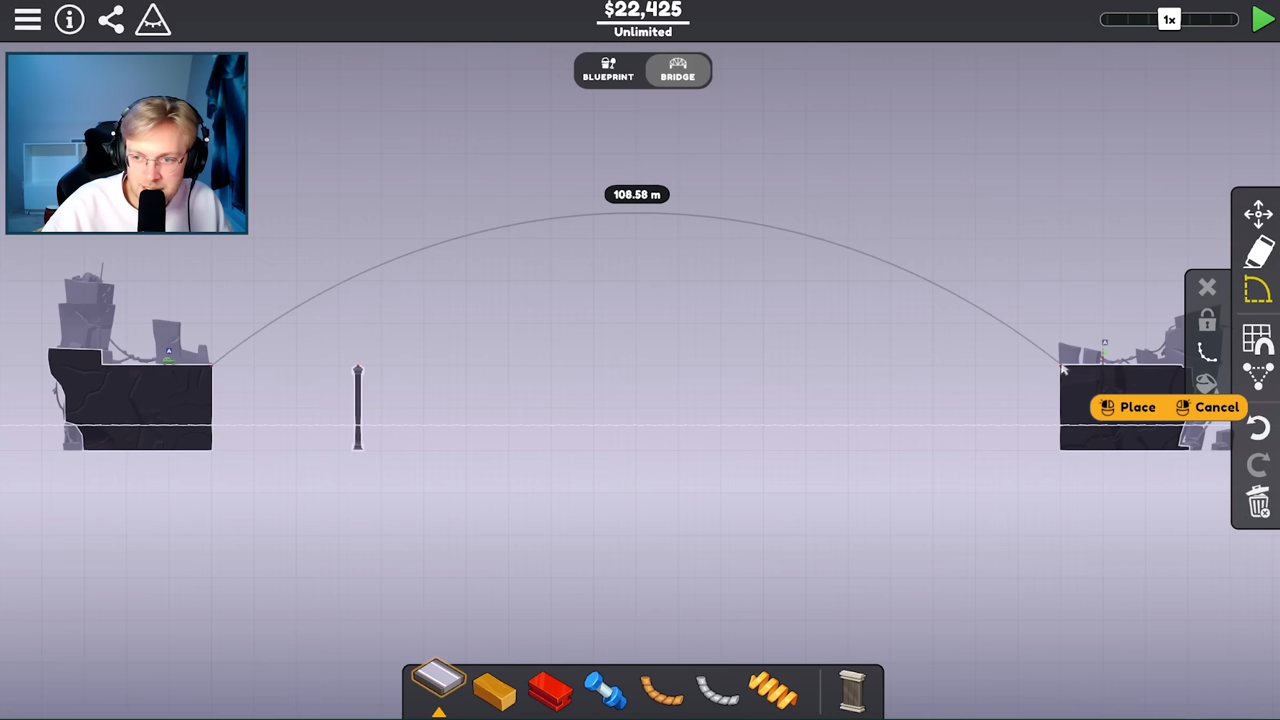 $22,425
Unlimited
1x
BLUEPRINT
BRIDGE
108.58 m
Place
Cancel